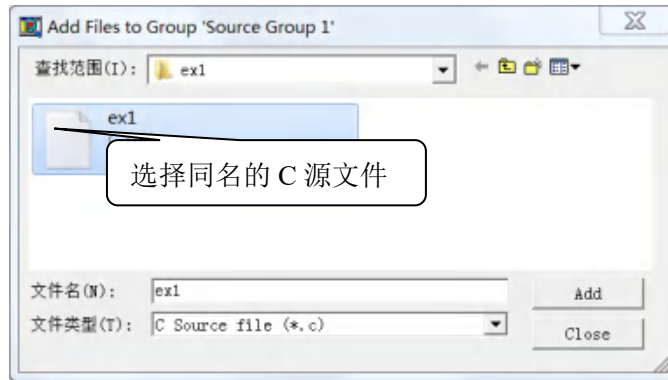 Add Files to Group 'Source Group 1'
查找范围(I): ex1
ex1
选择同名的 C 源文件
文件名(N): ex1 Add
文件类型(T): C Source file (*.c) Close